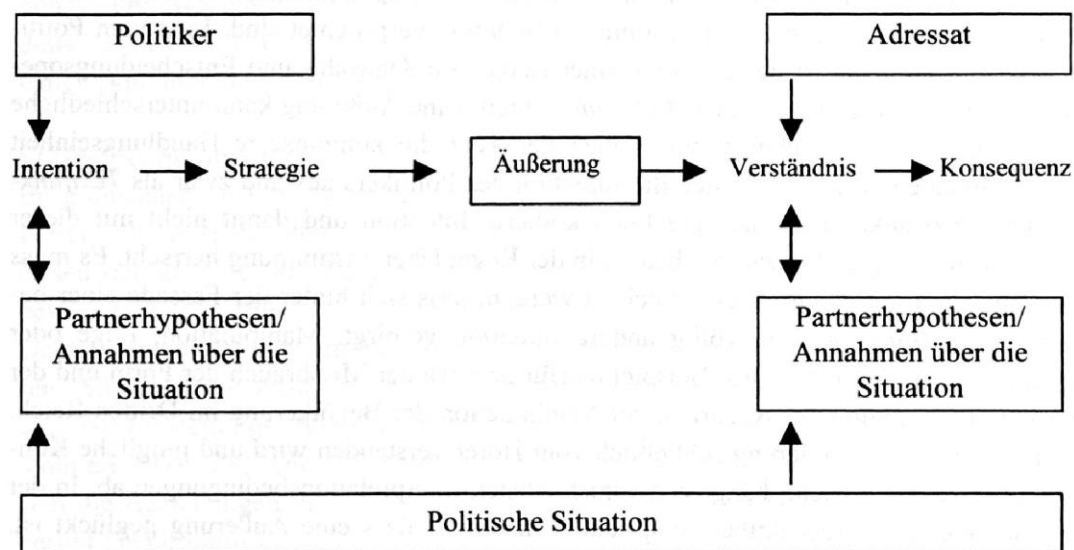 Politiker
Adressat
Intention
Strategie
Äußerung
Verständnis
Konsequenz
Partnerhypothesen/
Annahmen über die
Situation
Partnerhypothesen/
Annahmen über die
Situation
Politische Situation